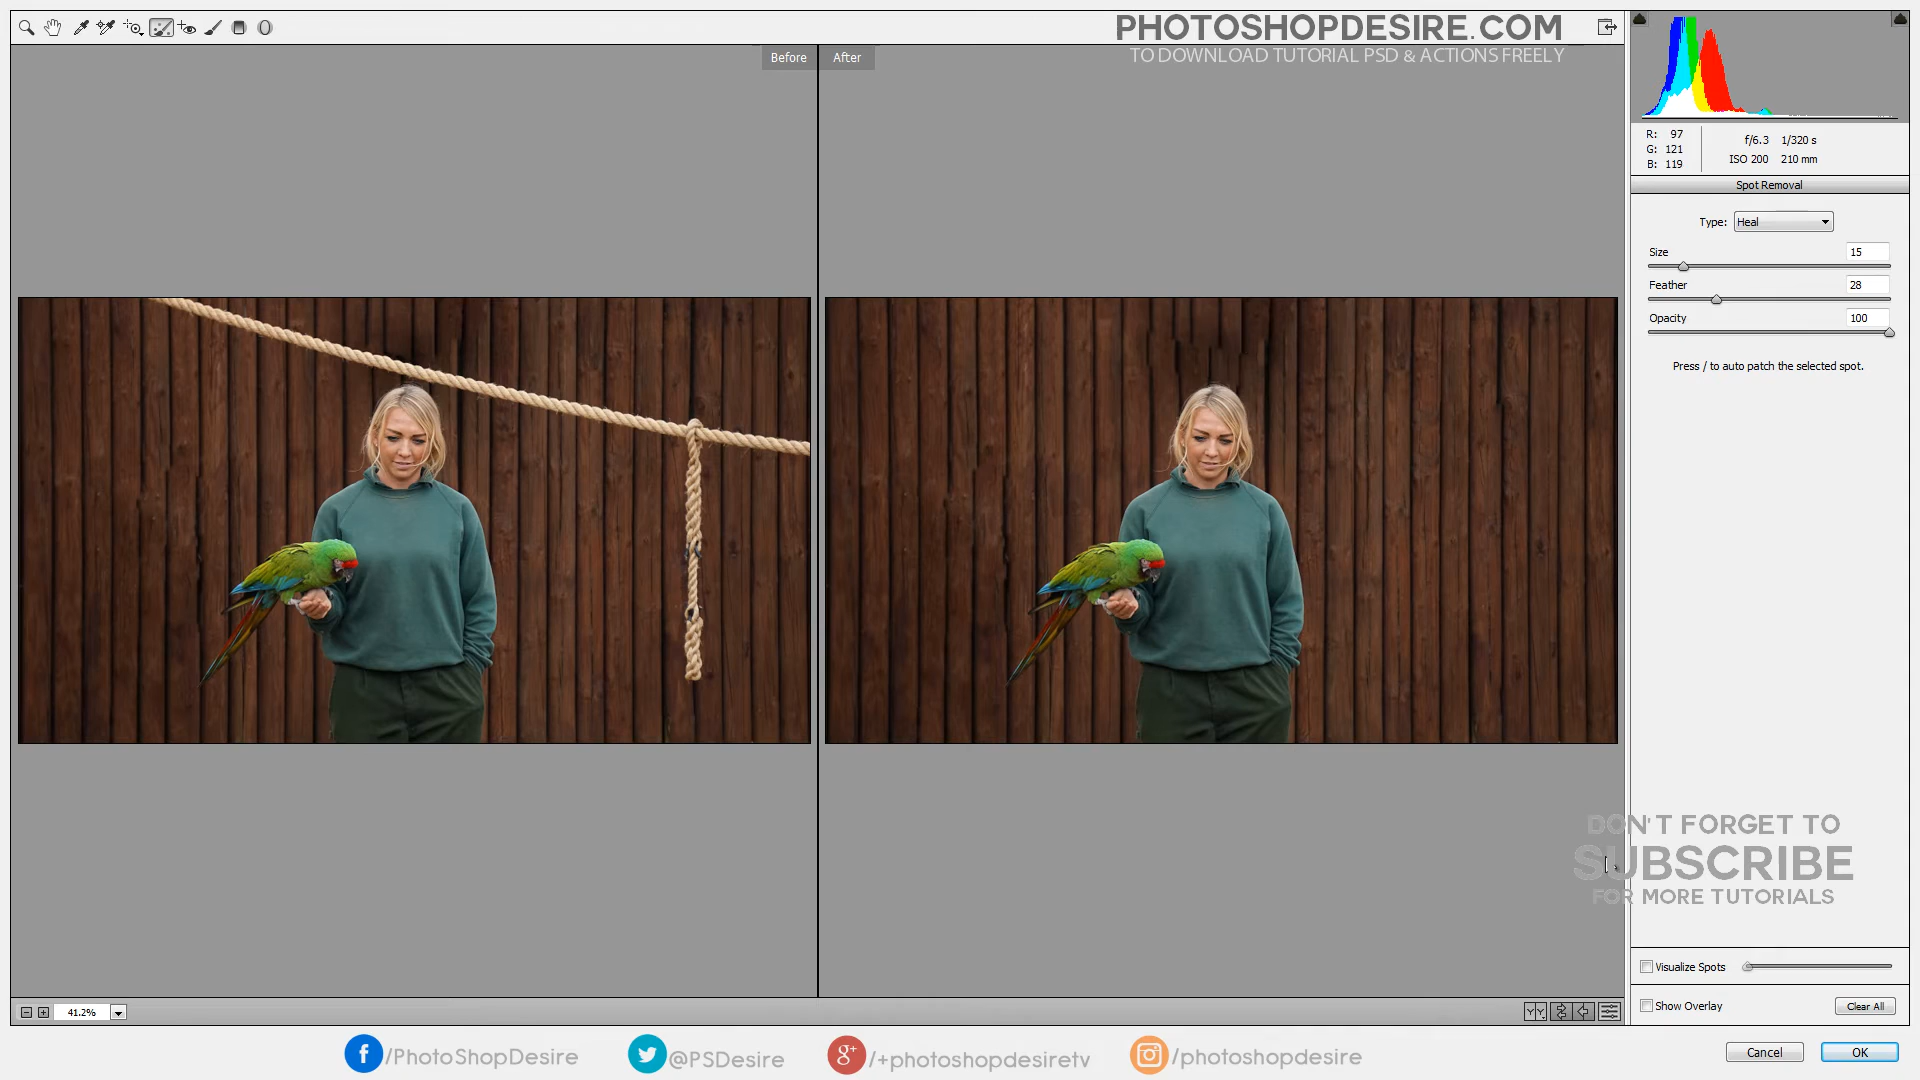 PHOTOSHOPDESIRE.COM
TO DOWNLOAD TUTORIAL PSD & ACTIONS FREELY
Before
After
R: 97
G: 121
B: 119
f/6.3 1/320 s
ISO 200 210 mm
Spot Removal
Type: Heal
Size 15
Feather 28
Opacity 100
Press / to auto patch the selected spot.
DON'T FORGET TO
SUBSCRIBE
FOR MORE TUTORIALS
Visualize Spots
41.2%
Y Y
Show Overlay
Clear All
f /PhotoShopDesire
@PSDesire
g+ /+photoshopdesiretv
/photoshopdesire
Cancel
OK